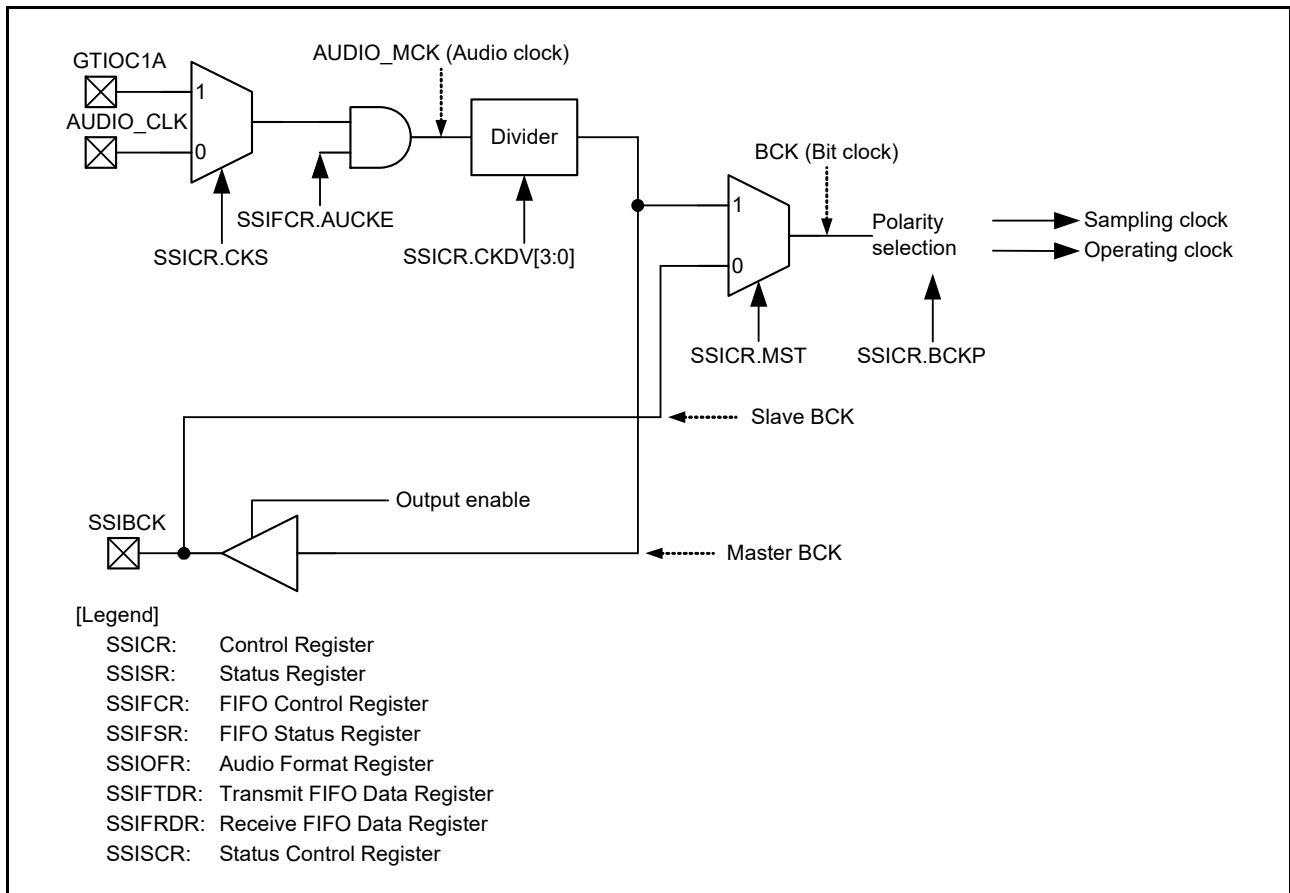 GTIOC1A
AUDIO_MCK (Audio clock)
1
AUDIO_CLK
Divider
0
BCK (Bit clock)
SSIFCR.AUCKE
1
Polarity
selection
Sampling clock
SSICR.CKS
SSICR.CKDV[3:0]
Operating clock
0
SSICR.MST
SSICR.BCKP
Slave BCK
Output enable
SSIBCK
Master BCK
[Legend]
SSICR: Control Register
SSISR: Status Register
SSIFCR: FIFO Control Register
SSIFSR: FIFO Status Register
SSIOFR: Audio Format Register
SSIFTDR: Transmit FIFO Data Register
SSIFRDR: Receive FIFO Data Register
SSISCR: Status Control Register